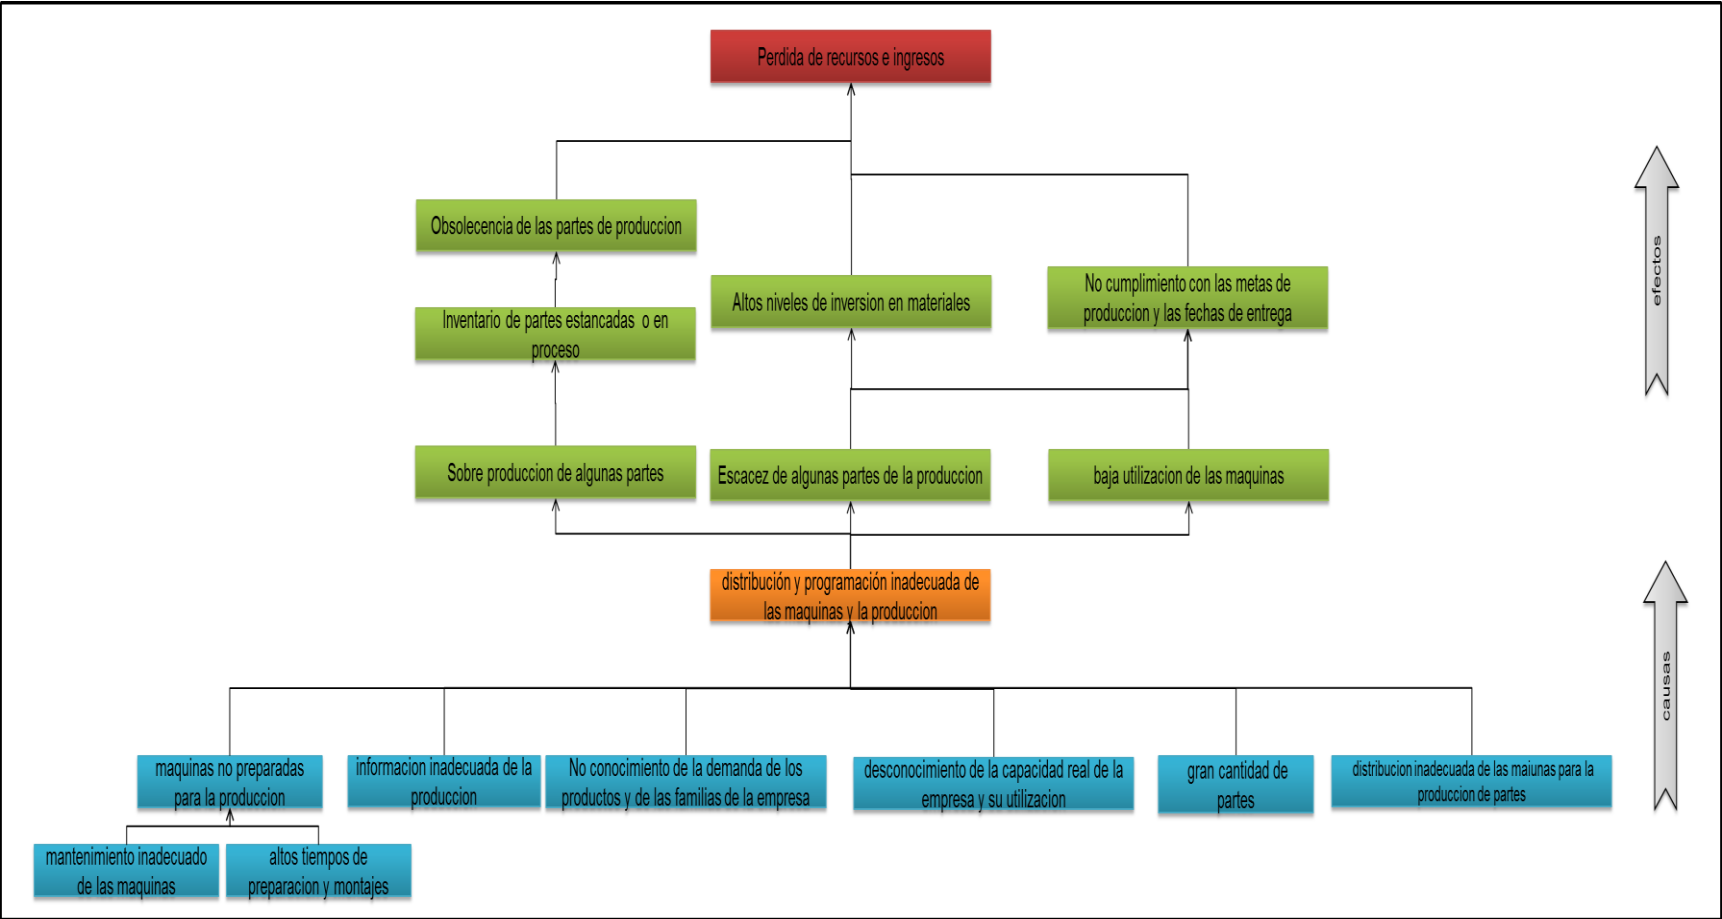 Perdida de recursos e ingresos
Obsolecencia de las partes de produccion
efectos
Altos niveles de inversion en materiales
No cumplimiento con las metas de
produccion y las fechas de entrega
Inventario de partes estancadas o en
proceso
Sobre produccion de algunas partes
Escacez de algunas partes de la produccion
baja utilizacion de las maquinas
distribución y programación inadecuada de
las maquinas y la produccion
causas
maquinas no preparadas
para la produccion
informacion inadecuada de la
produccion
No conocimiento de la demanda de los
productos y de las familias de la empresa
desconocimiento de la capacidad real de la
empresa y su utilizacion
gran cantidad de
partes
distribucion inadecuada de las maiunas para la
produccion de partes
mantenimiento inadecuado
de las maquinas
altos tiempos de
preparacion y montajes